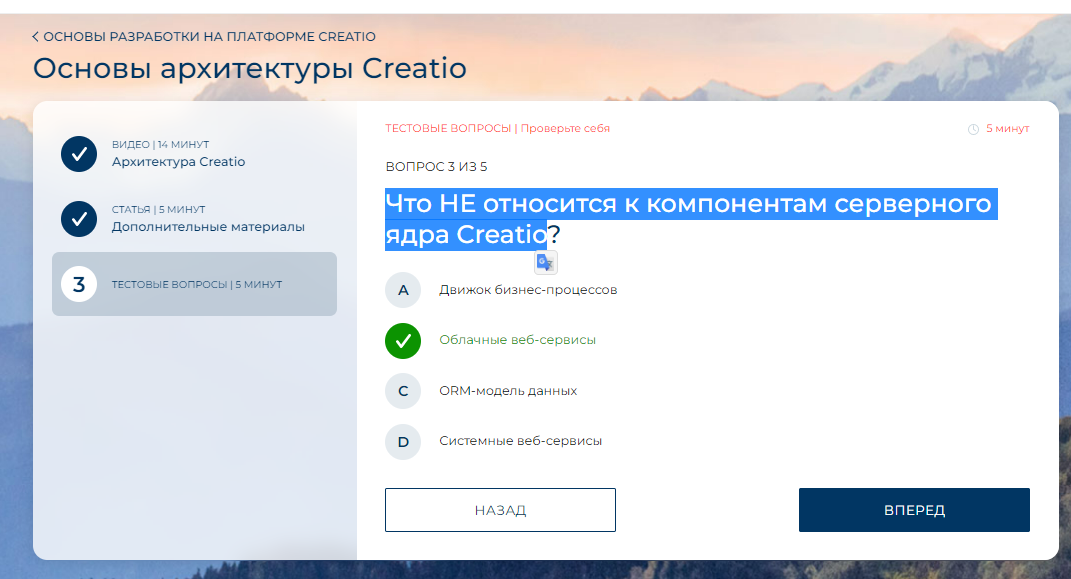 ОСНОВЫ РАЗРАБОТКИ НА ПЛАТФОРМЕ CREATIO
Основы архитектуры Creatio
ВИДЕО | 14 МИНУТ
Архитектура Creatio
СТАТЬЯ | 5 МИНУТ
Дополнительные материалы
3
ТЕСТОВЫЕ ВОПРОСЫ | 5 МИНУТ
ТЕСТОВЫЕ ВОПРОСЫ | Проверьте себя
5 минут
ВОПРОС 3 ИЗ 5
Что НЕ относится к компонентам серверного
ядра Creatio?
A Движок бизнес-процессов
Облачные веб-сервисы
C ORM-модель данных
D Системные веб-сервисы
НАЗАД
ВПЕРЕД